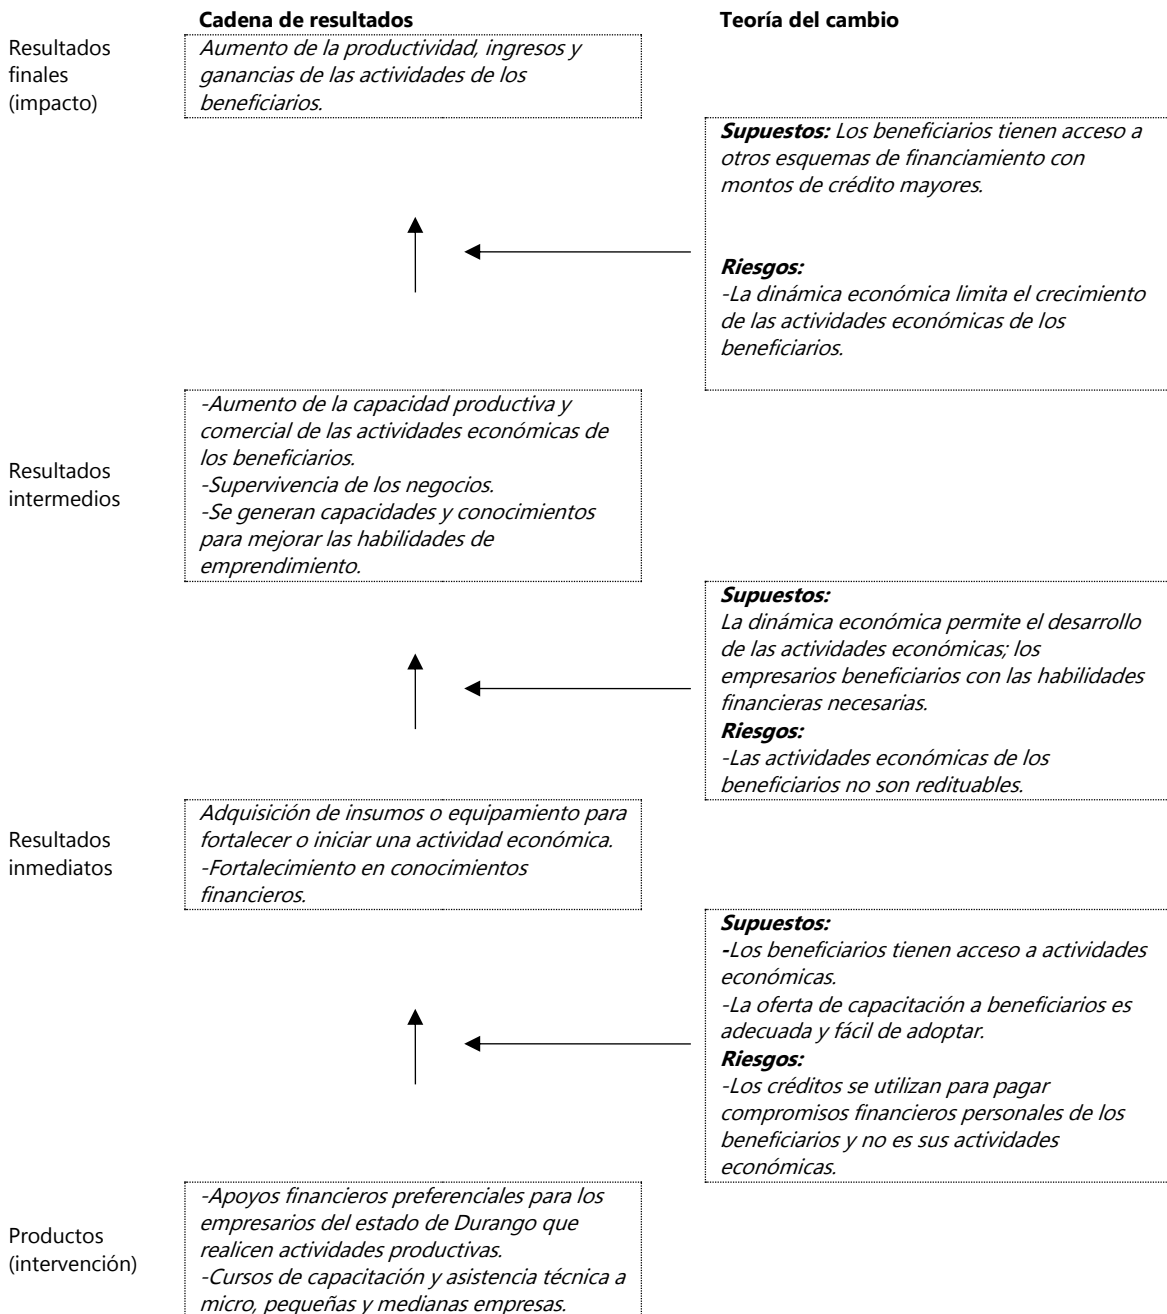 Cadena de resultados
Teoría del cambio
Resultados
finales
(impacto)
Aumento de la productividad, ingresos y
ganancias de las actividades de los
beneficiarios.
Supuestos: Los beneficiarios tienen acceso a
otros esquemas de financiamiento con
montos de crédito mayores.
Riesgos:
-La dinámica económica limita el crecimiento
de las actividades económicas de los
beneficiarios.
Resultados
intermedios
-Aumento de la capacidad productiva y
comercial de las actividades económicas de
los beneficiarios.
-Supervivencia de los negocios.
-Se generan capacidades y conocimientos
para mejorar las habilidades de
emprendimiento.
Supuestos:
La dinámica económica permite el desarrollo
de las actividades económicas; los
empresarios beneficiarios con las habilidades
financieras necesarias.
Riesgos:
-Las actividades económicas de los
beneficiarios no son redituables.
Resultados
inmediatos
Adquisición de insumos o equipamiento para
fortalecer o iniciar una actividad económica.
-Fortalecimiento en conocimientos
financieros.
Supuestos:
-Los beneficiarios tienen acceso a actividades
económicas.
-La oferta de capacitación a beneficiarios es
adecuada y fácil de adoptar.
Riesgos:
-Los créditos se utilizan para pagar
compromisos financieros personales de los
beneficiarios y no es sus actividades
económicas.
Productos
(intervención)
-Apoyos financieros preferenciales para los
empresarios del estado de Durango que
realicen actividades productivas.
-Cursos de capacitación y asistencia técnica a
micro, pequeñas y medianas empresas.